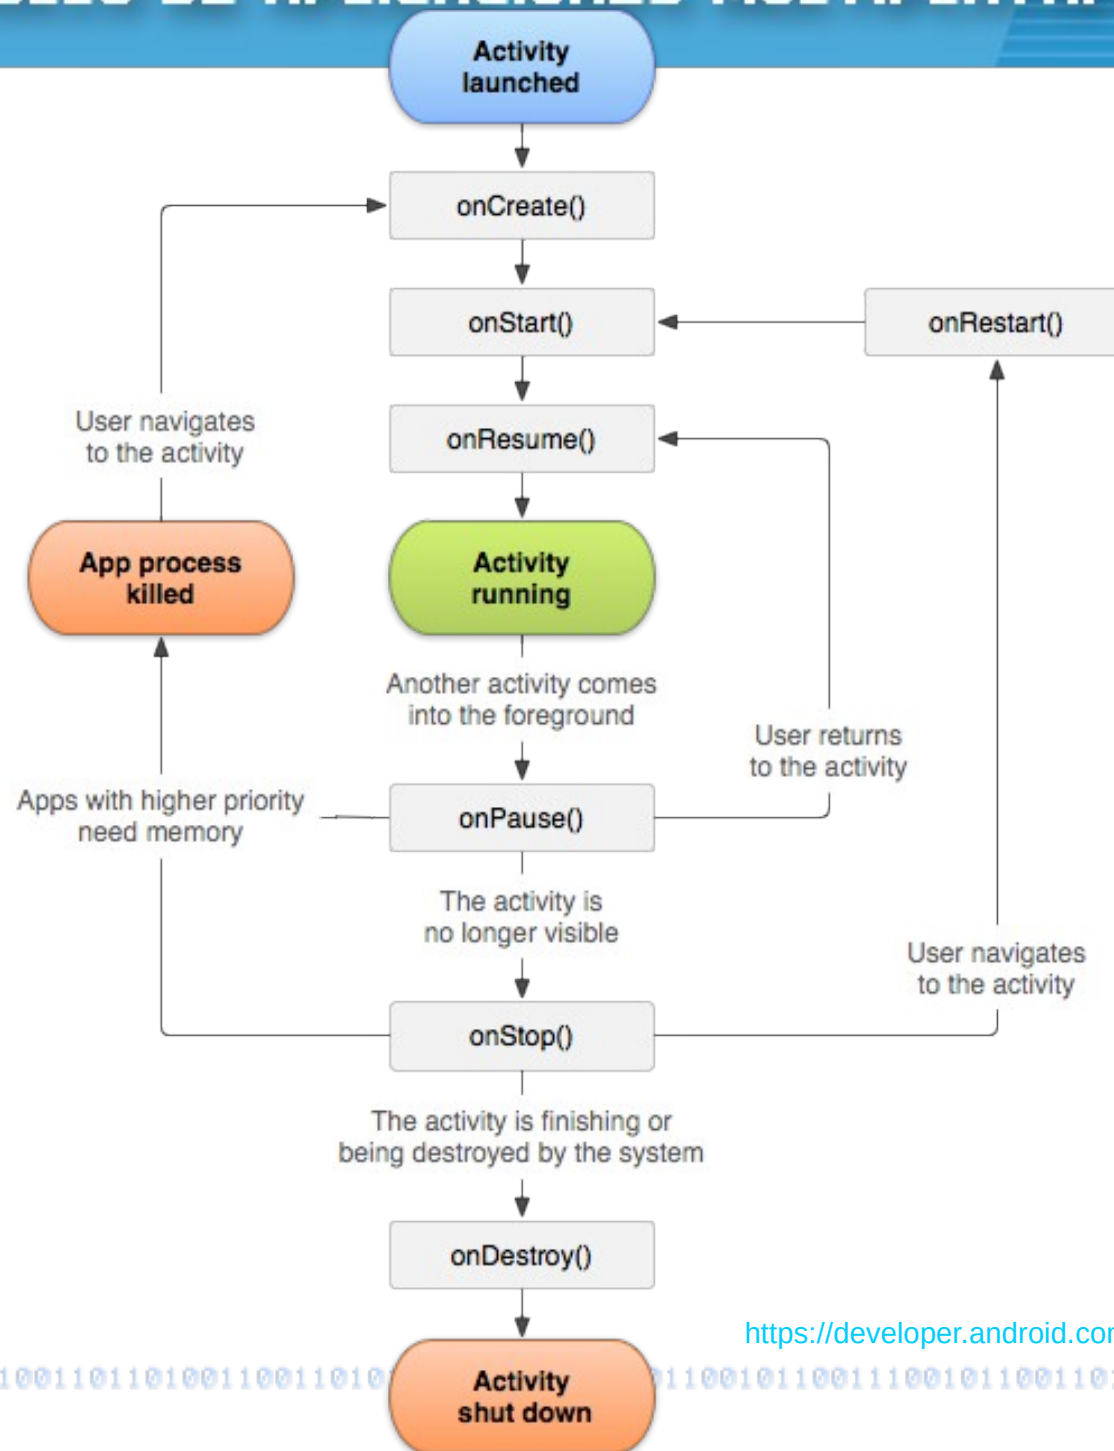 Activity
launched
onCreate()
onStart()
onRestart()
User navigates
to the activity
onResume()
App process
killed
Activity
running
Another activity comes
into the foreground
User returns
to the activity
Apps with higher priority
need memory
onPause()
The activity is
no longer visible
User navigates
to the activity
onStop()
The activity is finishing or
being destroyed by the system
onDestroy()
https://developer.android.com
Activity
shut down